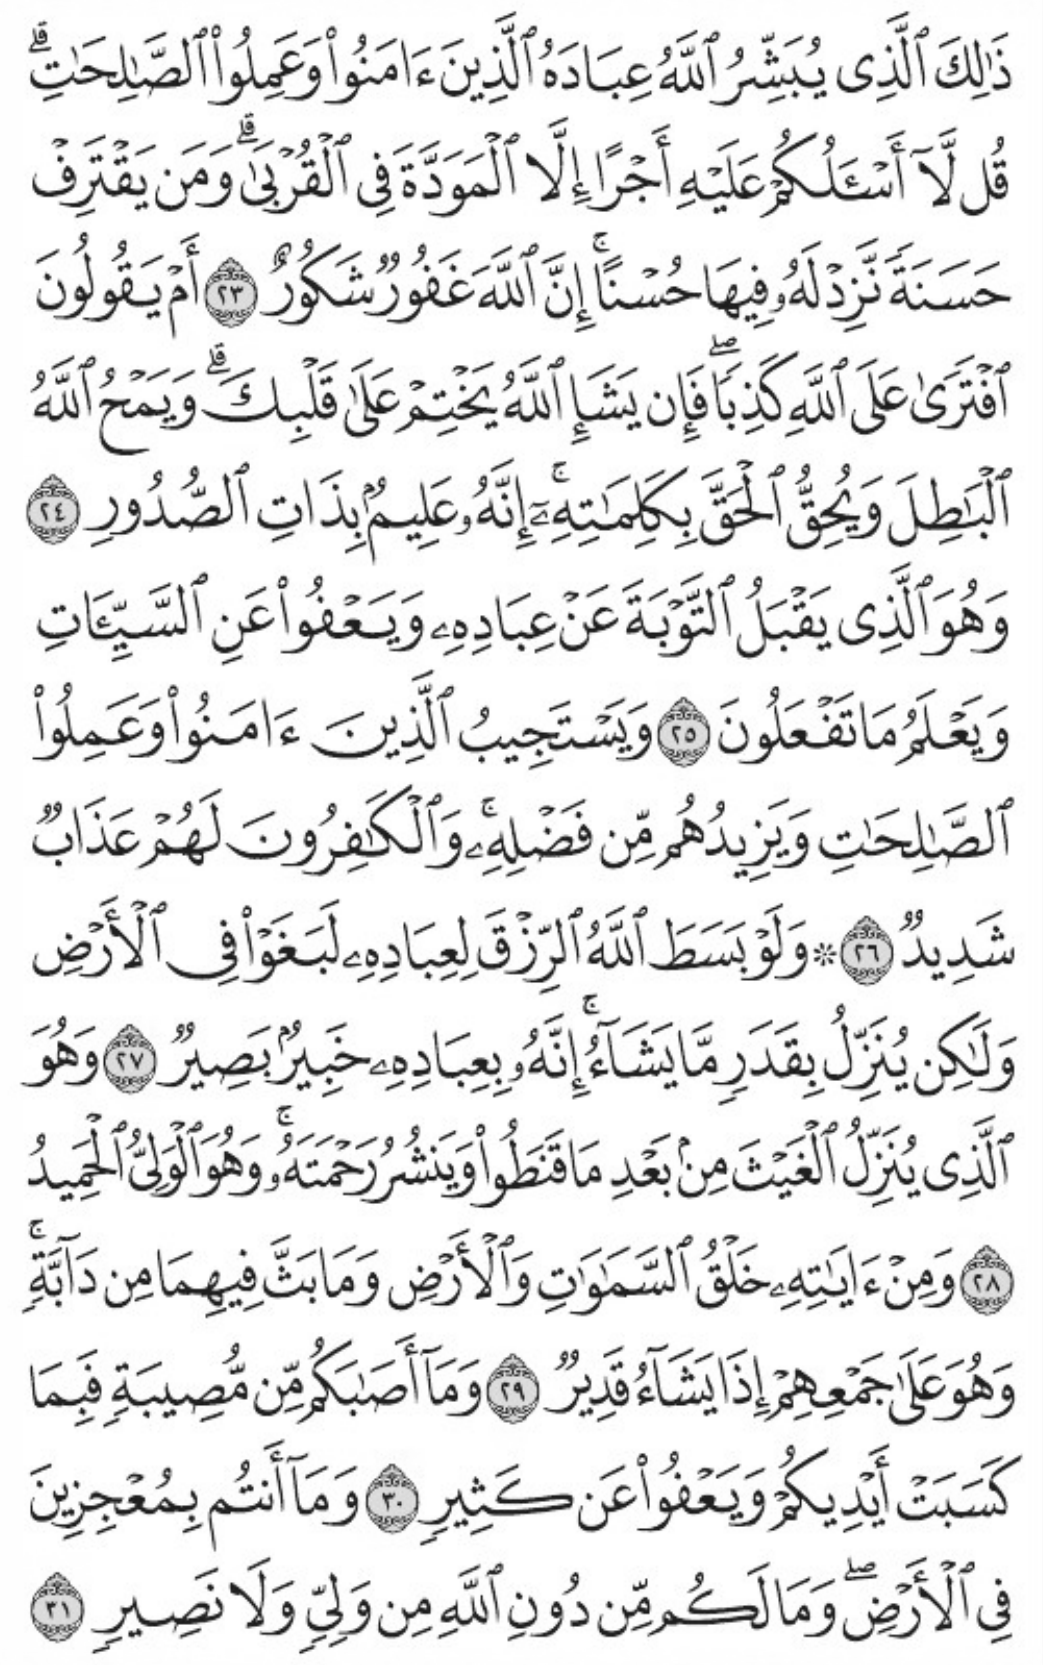 ذَٰلِكَ ٱلَّذِى يُبَشِّرُ ٱللَّهُ عِبَادَهُ ٱلَّذِينَ ءَامَنُوا۟ وَعَمِلُوا۟ ٱلصَّٰلِحَٰتِ ۗ
قُل لَّآ أَسْـَٔلُكُمْ عَلَيْهِ أَجْرًا إِلَّا ٱلْمَوَدَّةَ فِى ٱلْقُرْبَىٰ ۗ وَمَن يَقْتَرِفْ
حَسَنَةً نَّزِدْ لَهُۥ فِيهَا حُسْنًا ۚ إِنَّ ٱللَّهَ غَفُورٌ شَكُورٌ ٢٣ أَمْ يَقُولُونَ
ٱفْتَرَىٰ عَلَى ٱللَّهِ كَذِبًا ۖ فَإِن يَشَإِ ٱللَّهُ يَخْتِمْ عَلَىٰ قَلْبِكَ ۗ وَيَمْحُ ٱللَّهُ
ٱلْبَٰطِلَ وَيُحِقُّ ٱلْحَقَّ بِكَلِمَٰتِهِۦٓ ۚ إِنَّهُۥ عَلِيمٌۢ بِذَاتِ ٱلصُّدُورِ ٢٤
وَهُوَ ٱلَّذِى يَقْبَلُ ٱلتَّوْبَةَ عَنْ عِبَادِهِۦ وَيَعْفُوا۟ عَنِ ٱلسَّيِّـَٔاتِ
وَيَعْلَمُ مَا تَفْعَلُونَ ٢٥ وَيَسْتَجِيبُ ٱلَّذِينَ ءَامَنُوا۟ وَعَمِلُوا۟
ٱلصَّٰلِحَٰتِ وَيَزِيدُهُم مِّن فَضْلِهِۦ ۚ وَٱلْكَٰفِرُونَ لَهُمْ عَذَابٌ
شَدِيدٌ ٢٦ ۞ وَلَوْ بَسَطَ ٱللَّهُ ٱلرِّزْقَ لِعِبَادِهِۦ لَبَغَوْا۟ فِى ٱلْأَرْضِ
وَلَٰكِن يُنَزِّلُ بِقَدَرٍ مَّا يَشَآءُ ۚ إِنَّهُۥ بِعِبَادِهِۦ خَبِيرٌۢ بَصِيرٌ ٢٧ وَهُوَ
ٱلَّذِى يُنَزِّلُ ٱلْغَيْثَ مِنۢ بَعْدِ مَا قَنَطُوا۟ وَيَنشُرُ رَحْمَتَهُۥ ۚ وَهُوَ ٱلْوَلِىُّ ٱلْحَمِيدُ
٢٨ وَمِنْ ءَايَٰتِهِۦ خَلْقُ ٱلسَّمَٰوَٰتِ وَٱلْأَرْضِ وَمَا بَثَّ فِيهِمَا مِن دَآبَّةٍ ۚ
وَهُوَ عَلَىٰ جَمْعِهِمْ إِذَا يَشَآءُ قَدِيرٌ ٢٩ وَمَآ أَصَٰبَكُم مِّن مُّصِيبَةٍ فَبِمَا
كَسَبَتْ أَيْدِيكُمْ وَيَعْفُوا۟ عَن كَثِيرٍ ٣٠ وَمَآ أَنتُم بِمُعْجِزِينَ
فِى ٱلْأَرْضِ ۖ وَمَا لَكُم مِّن دُونِ ٱللَّهِ مِن وَلِىٍّ وَلَا نَصِيرٍ ٣١